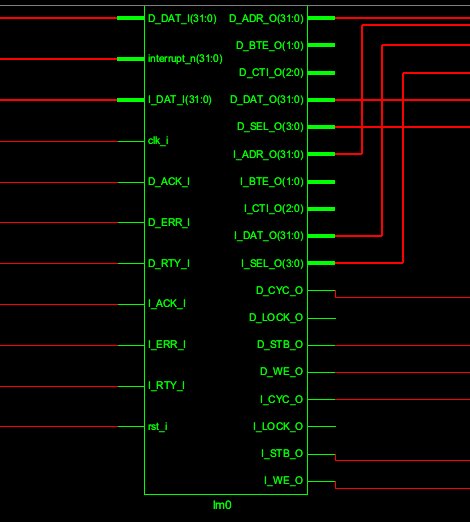 D_DAT_I(31:0)
interrupt_n(31:0)
I_DAT_I(31:0)
clk_i
D_ACK_I
D_ERR_I
D_RTY_I
I_ACK_I
I_ERR_I
I_RTY_I
rst_i
D_ADR_O(31:0)
D_BTE_O(1:0)
D_CTI_O(2:0)
D_DAT_O(31:0)
D_SEL_O(3:0)
I_ADR_O(31:0)
I_BTE_O(1:0)
I_CTI_O(2:0)
I_DAT_O(31:0)
I_SEL_O(3:0)
D_CYC_O
D_LOCK_O
D_STB_O
D_WE_O
I_CYC_O
I_LOCK_O
I_STB_O
I_WE_O
lm0